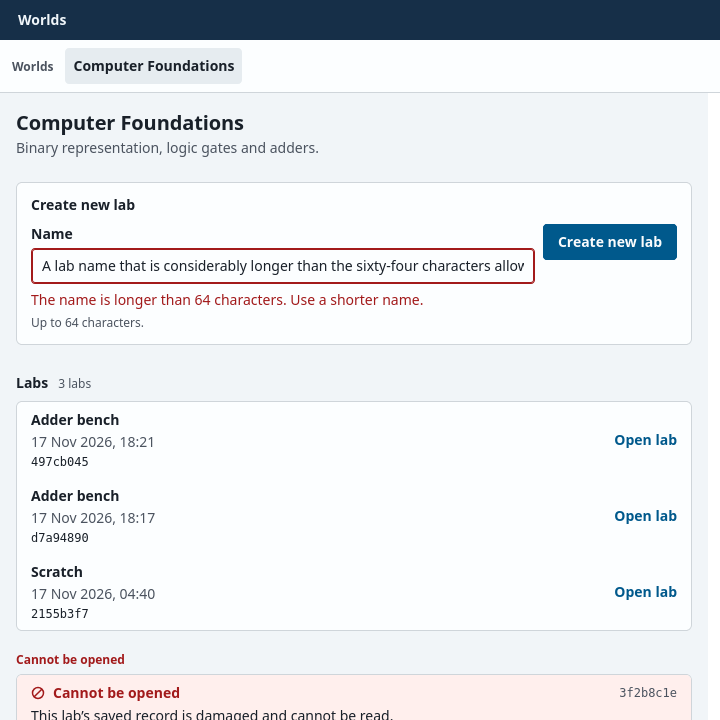 Worlds
Worlds Computer Foundations
Computer Foundations
Binary representation, logic gates and adders.
Create new lab
Name
Create new lab
A lab name that is considerably longer than the sixty-four characters allow
The name is longer than 64 characters. Use a shorter name.
Up to 64 characters.
Labs 3 labs
Adder bench
17 Nov 2026, 18:21
Open lab
497cb045
Adder bench
17 Nov 2026, 18:17
Open lab
d7a94890
Scratch
17 Nov 2026, 04:40
Open lab
2155b3f7
Cannot be opened
Cannot be opened 3f2b8c1e
This lab’s saved record is damaged and cannot be read.